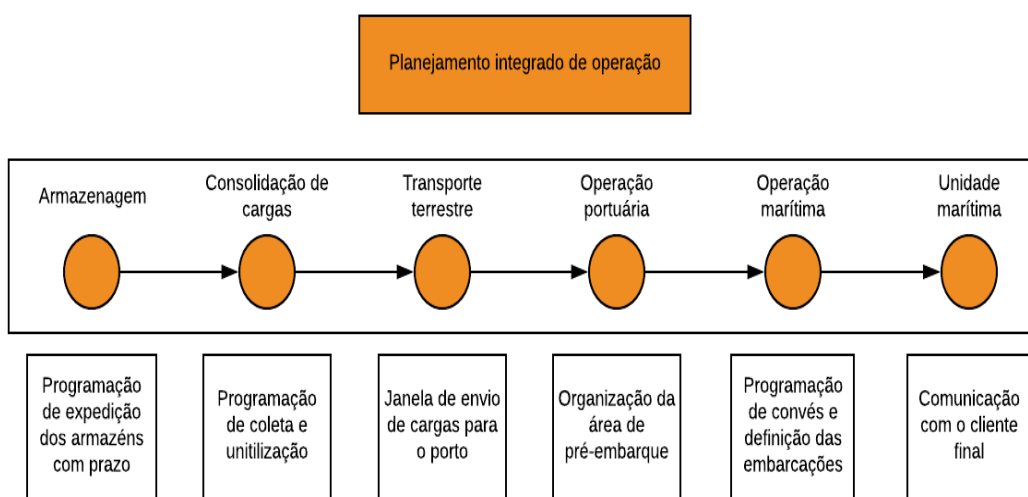 Planejamento integrado de operação
Armazenagem
Consolidação de
cargas
Transporte
terrestre
Operação
portuária
Operação
marítima
Unidade
marítima
Programação
de expedição
dos armazéns
com prazo
Programação
de coleta e
unitilização
Janela de envio
de cargas para
o porto
Organização da
área de
pré-embarque
Programação
de convés e
definição das
embarcações
Comunicação
com o cliente
final